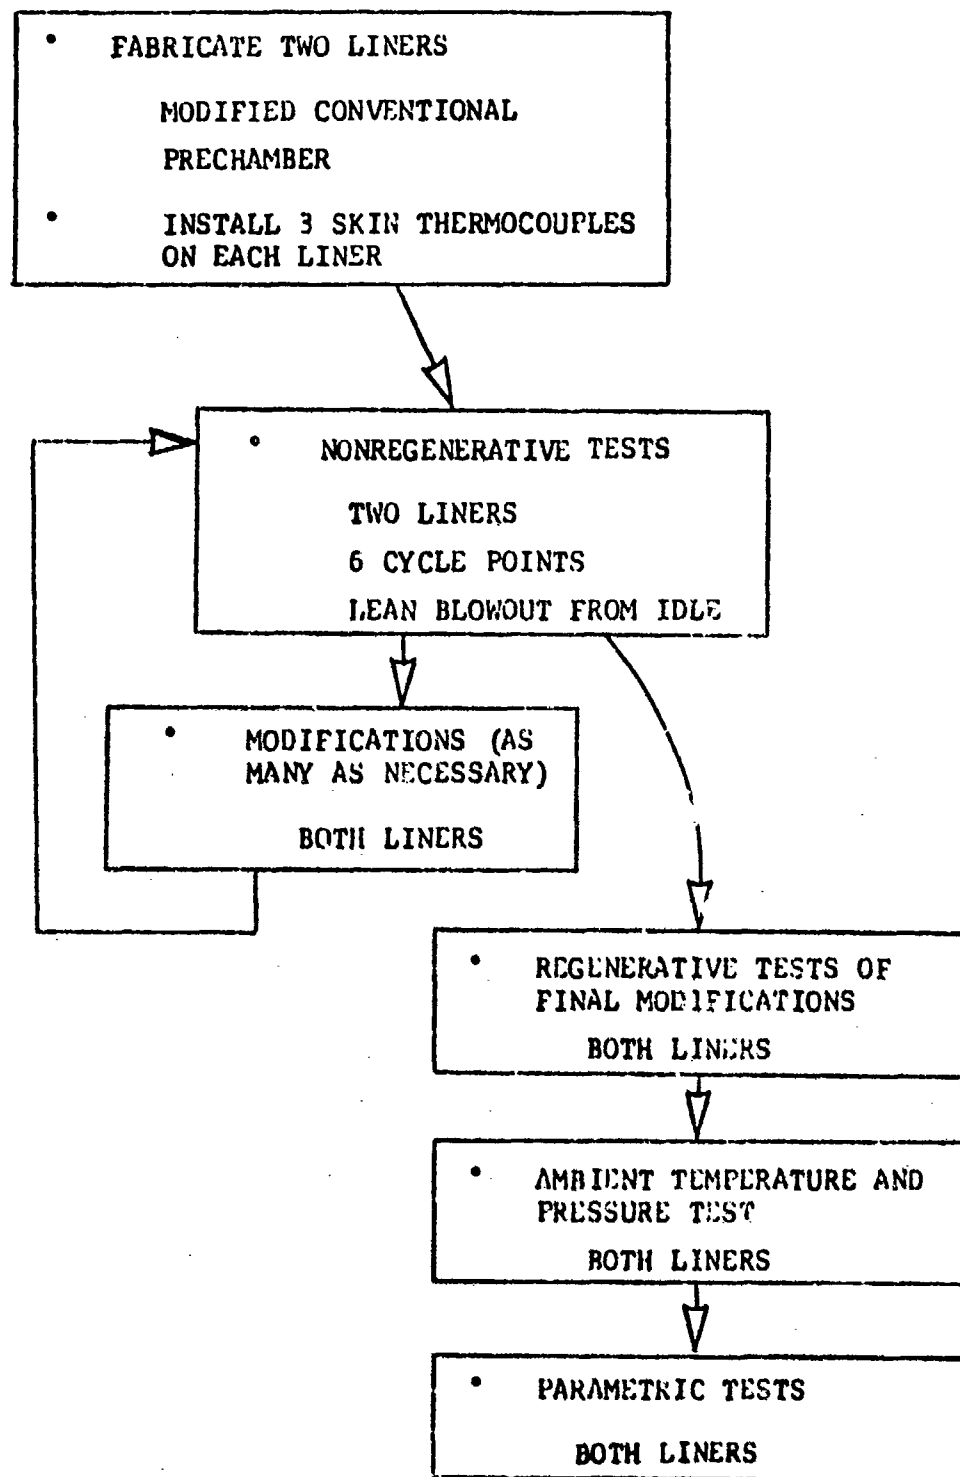 • FABRICATE TWO LINERS
MODIFIED CONVENTIONAL
PRECHAMBER
• INSTALL 3 SKIN THERMOCOUPLES
ON EACH LINER
• NONREGENERATIVE TESTS
TWO LINERS
6 CYCLE POINTS
LEAN BLOWOUT FROM IDLE
• MODIFICATIONS (AS
MANY AS NECESSARY)
BOTH LINERS
• REGENERATIVE TESTS OF
FINAL MODIFICATIONS
BOTH LINERS
• AMBIENT TEMPERATURE AND
PRESSURE TEST
BOTH LINERS
• PARAMETRIC TESTS
BOTH LINERS